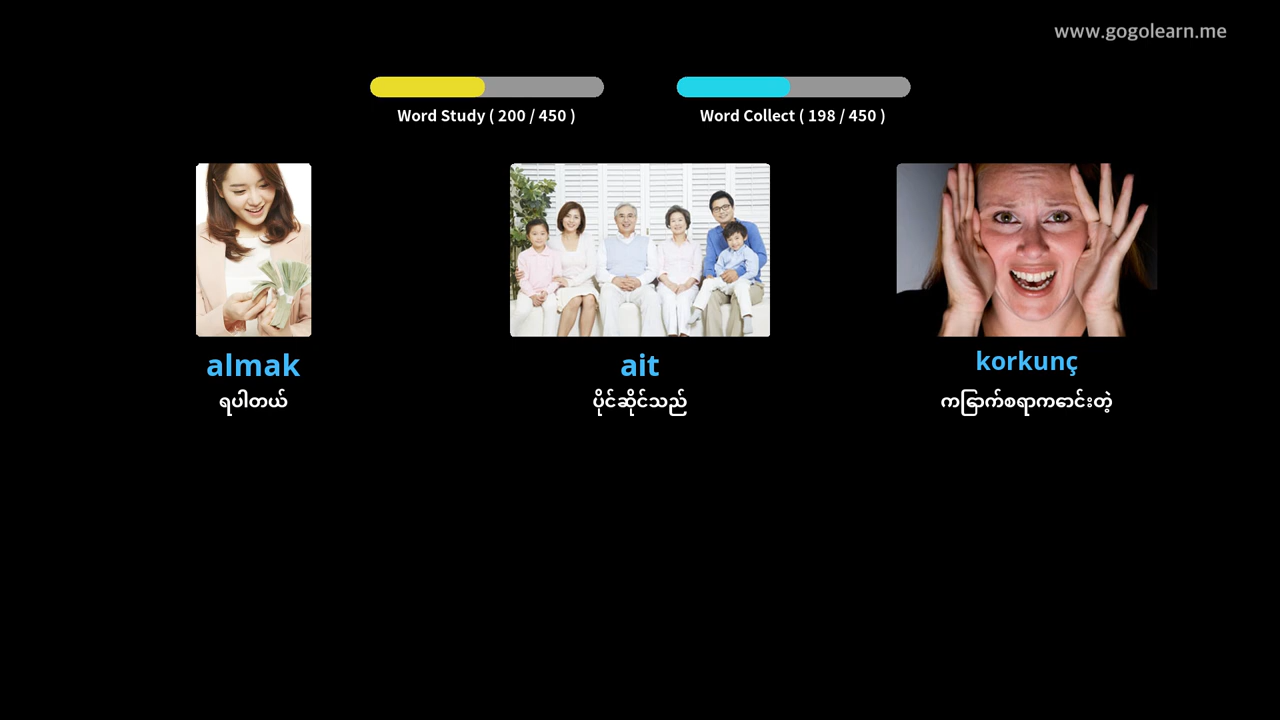 www.gogolearn.me
Word Study ( 200 / 450 )
Word Collect ( 198 / 450 )
almak
ရပါတယ်
ait
ပိုင်ဆိုင်သည်
korkunç
ကြောက်စရာကောင်းတဲ့